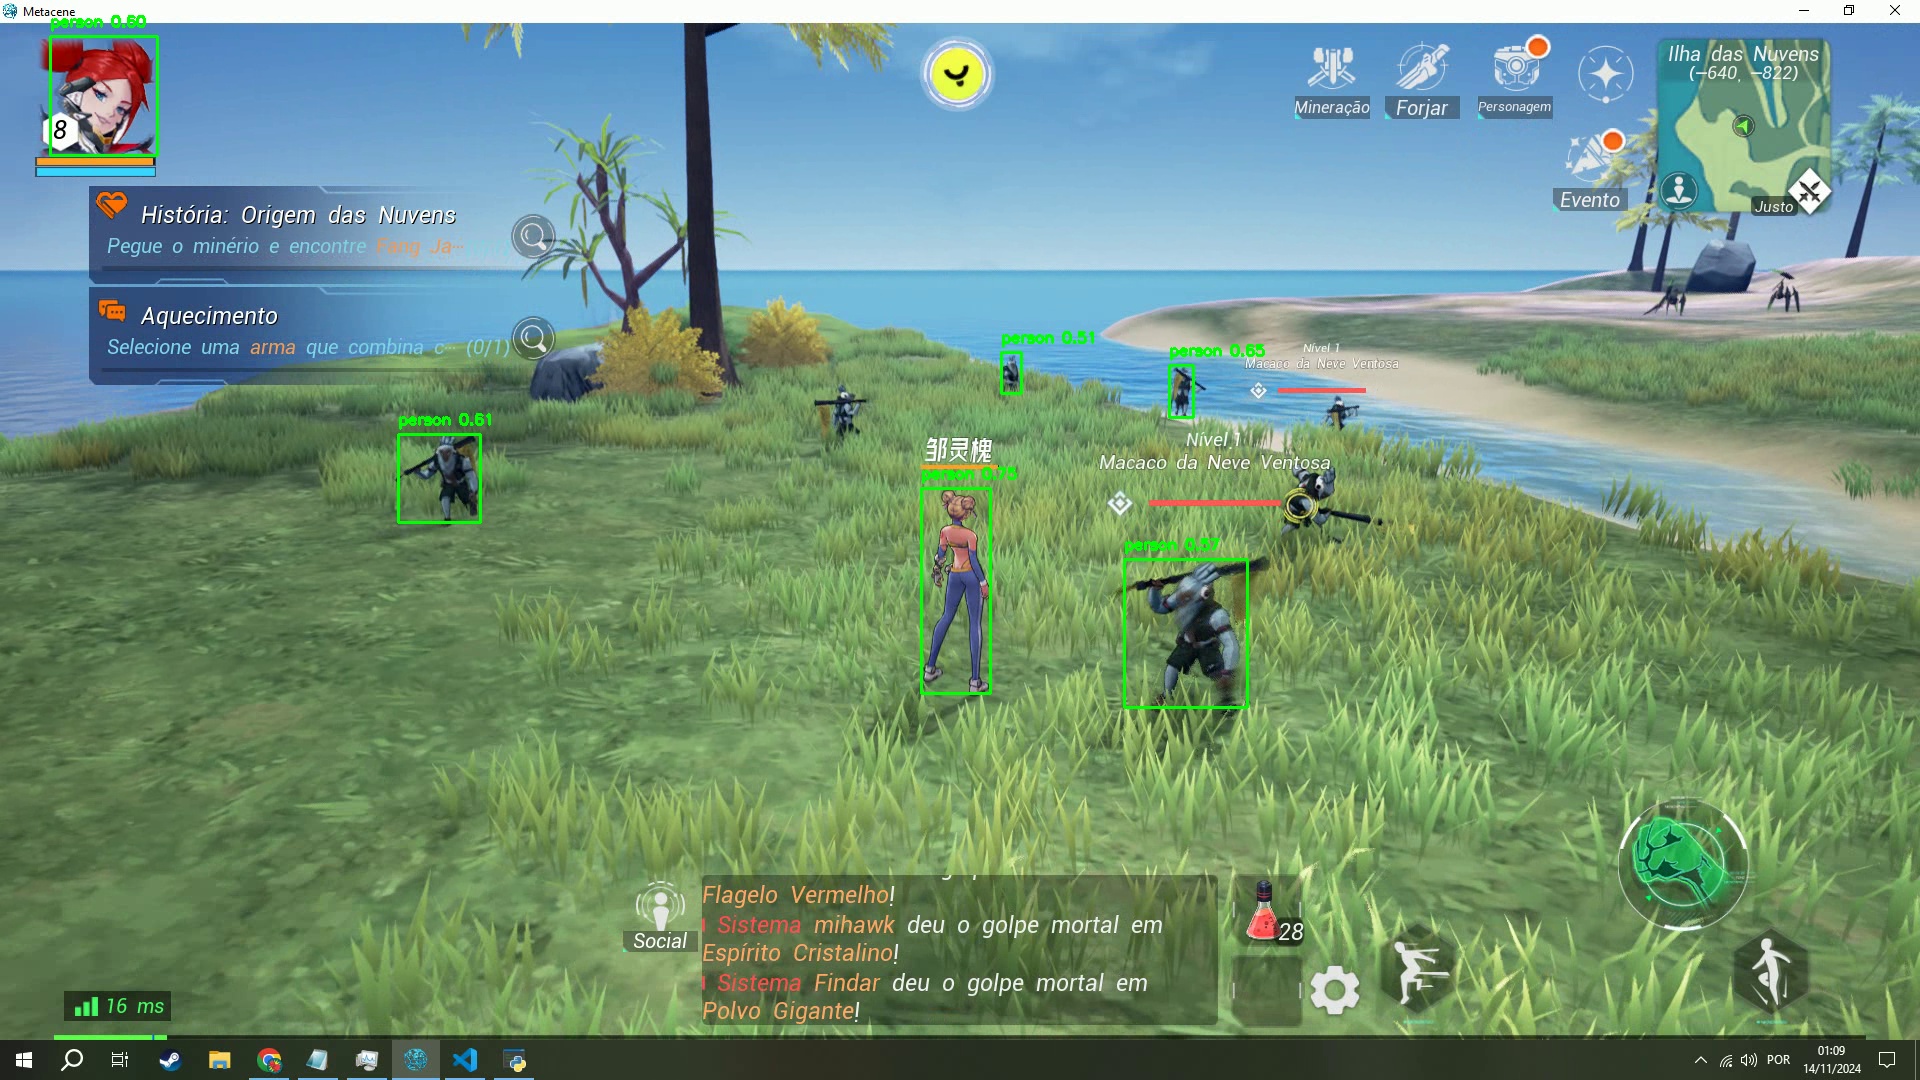 Metacene
person 0.60
8
História: Origem das Nuvens
Pegue o minério e encontre Fang Ja...
Aquecimento
Selecione uma arma que combina c... (0/1)
Mineração
Forjar
Personagem
Evento
Ilha das Nuvens
(-640, -822)
Justo
person 0.51
person 0.65
Nível 1
Macaco da Neve Ventosa
person 0.61
邹灵槐
person 0.75
Nível 1
Macaco da Neve Ventosa
person 0.57
Flagelo Vermelho!
Sistema mihawk deu o golpe mortal em
Espírito Cristalino!
Sistema Findar deu o golpe mortal em
Polvo Gigante!
Social
28
16 ms
POR
01:09
14/11/2024